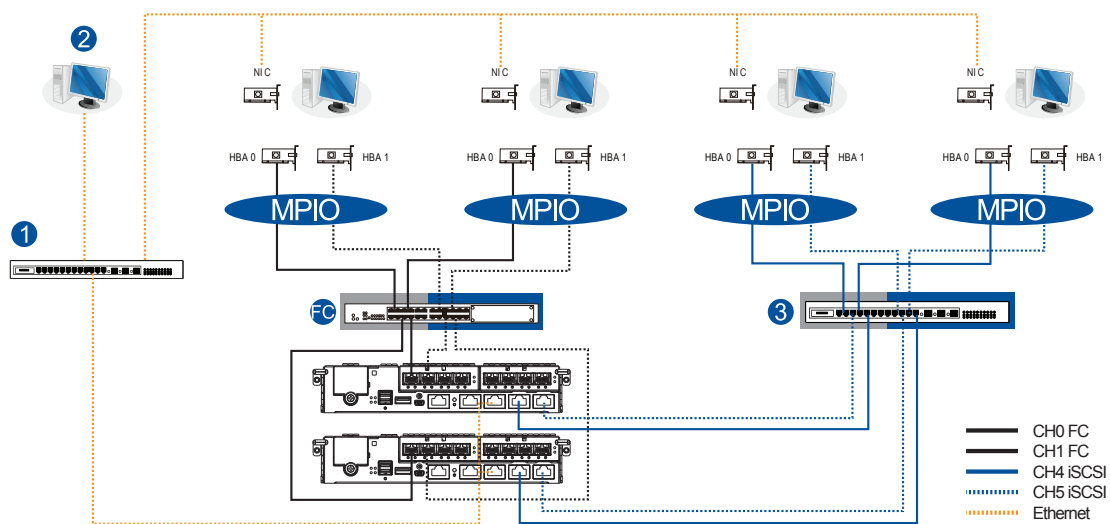 2
NIC
NIC
NIC
NIC
HBA 0
HBA 1
HBA 0
HBA 1
HBA 0
HBA 1
HBA 0
HBA 1
MPIO
MPIO
MPIO
MPIO
1
FC
3
CH0 FC
CH1 FC
CH4 iSCSI
CH5 iSCSI
Ethernet